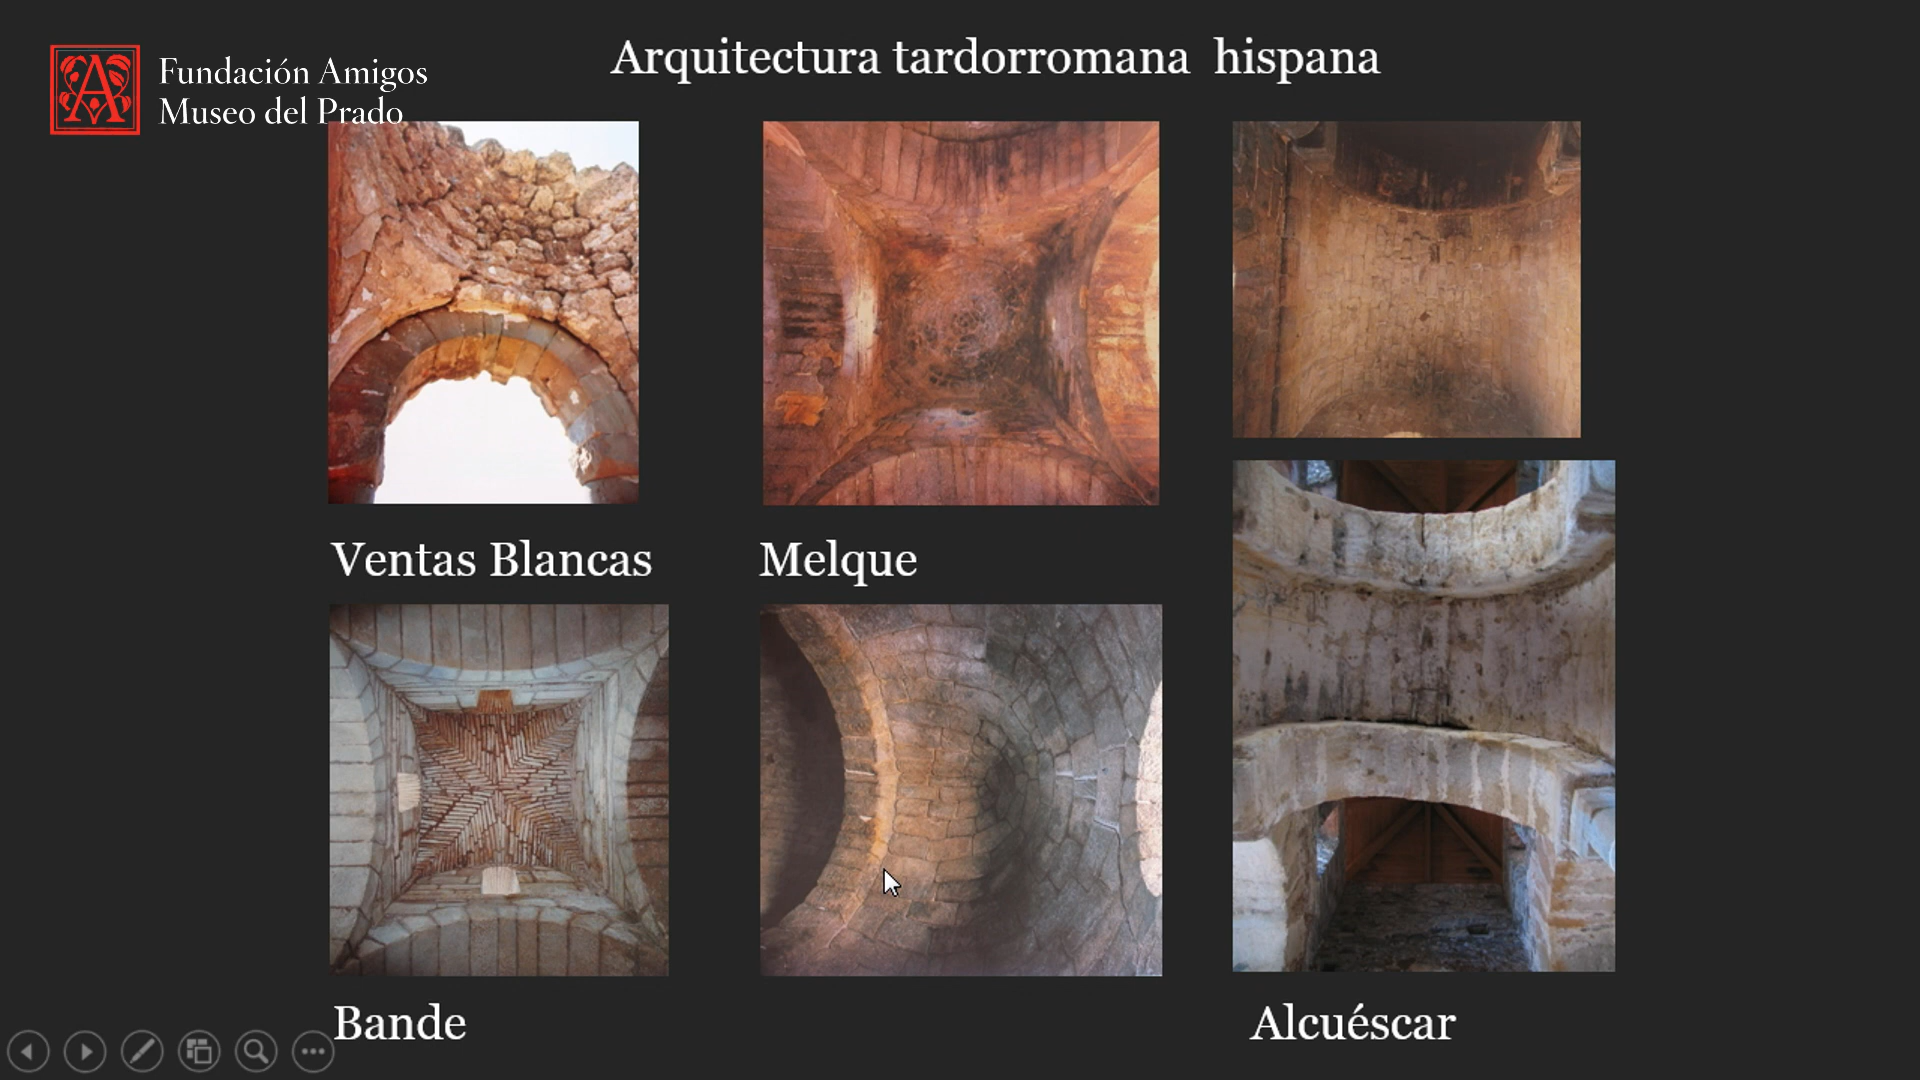 Fundación Amigos
Museo del Prado
Arquitectura tardorromana hispana
Ventas Blancas
Melque
Bande
Alcuéscar